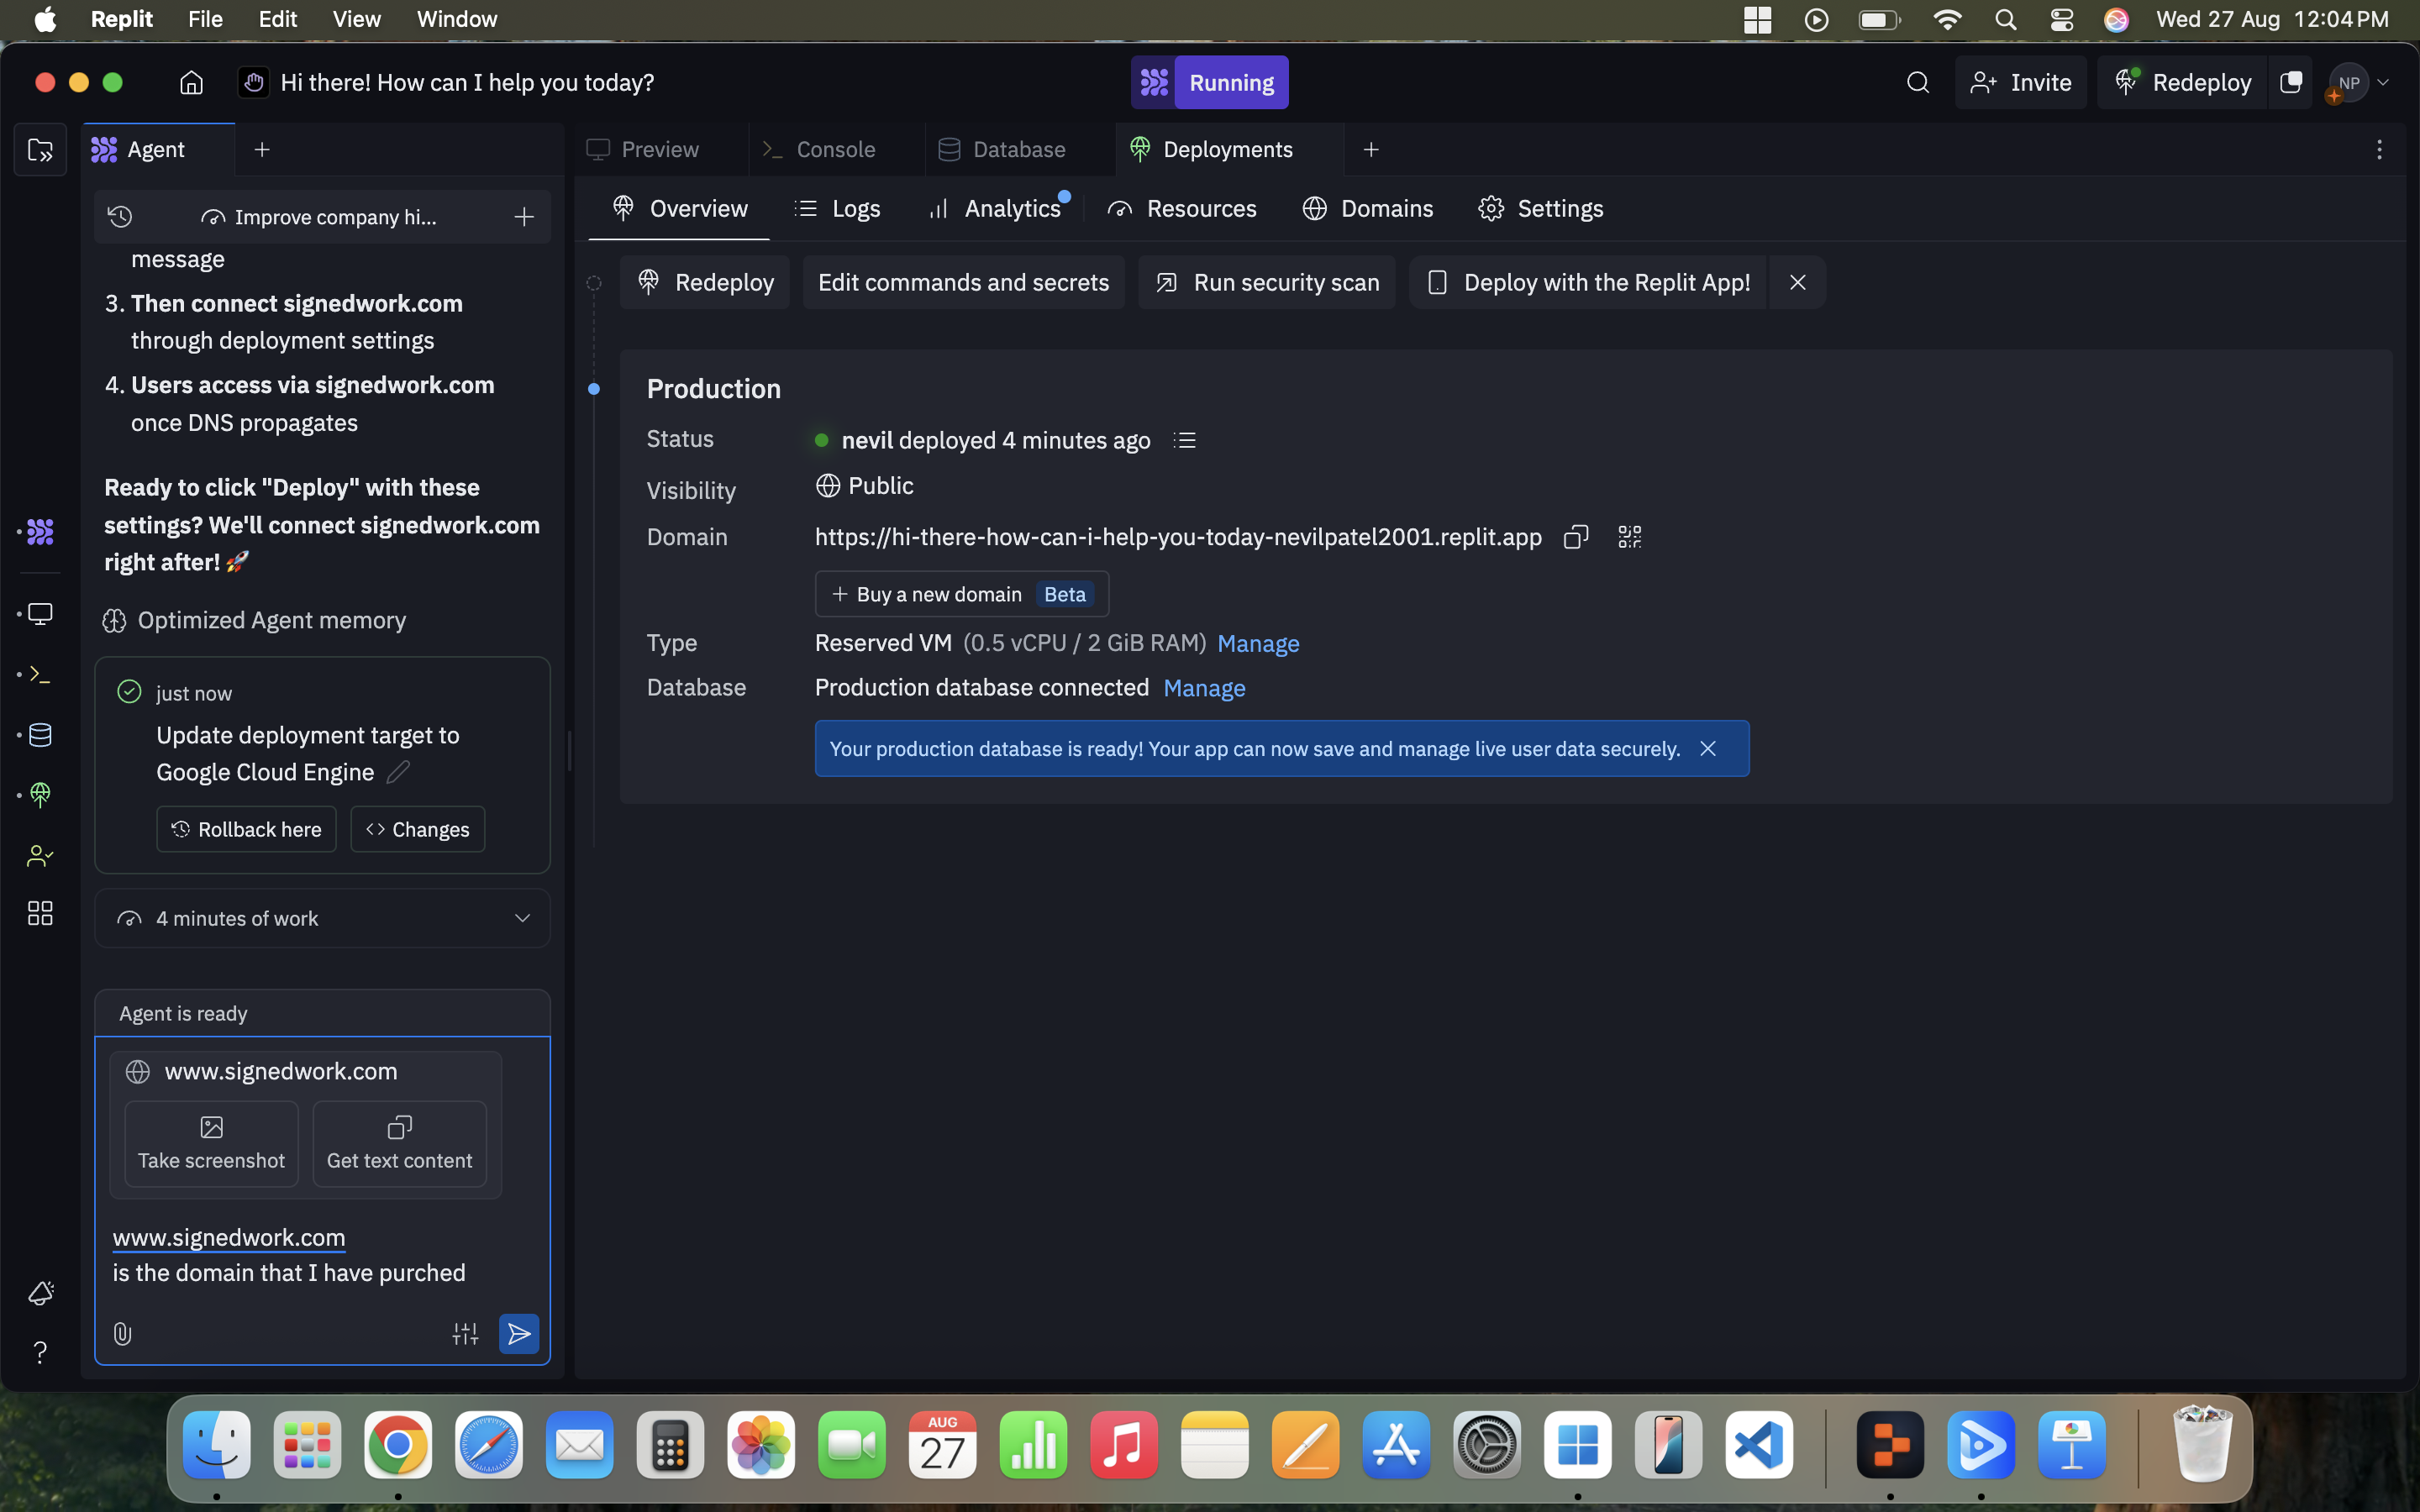 Replit File Edit View Window
Wed 27 Aug 12:04 PM
Hi there! How can I help you today?
Running
Invite
Redeploy
NP
Agent
Preview
Console
Database
Deployments
Improve company hi...
Overview
Logs
Analytics
Resources
Domains
Settings
Redeploy
Edit commands and secrets
Run security scan
Deploy with the Replit App!
message
3. Then connect signedwork.com
through deployment settings
4. Users access via signedwork.com
once DNS propagates
Ready to click "Deploy" with these
settings? We'll connect signedwork.com
right after! 🚀
Optimized Agent memory
just now
Update deployment target to
Google Cloud Engine
Rollback here
Changes
4 minutes of work
Agent is ready
www.signedwork.com
Take screenshot
Get text content
www.signedwork.com
is the domain that I have purched
Production
Status
nevil deployed 4 minutes ago
Visibility
Public
Domain
https://hi-there-how-can-i-help-you-today-nevilpatel2001.replit.app
Buy a new domain Beta
Type
Reserved VM (0.5 vCPU / 2 GiB RAM) Manage
Database
Production database connected Manage
Your production database is ready! Your app can now save and manage live user data securely.
AUG
27